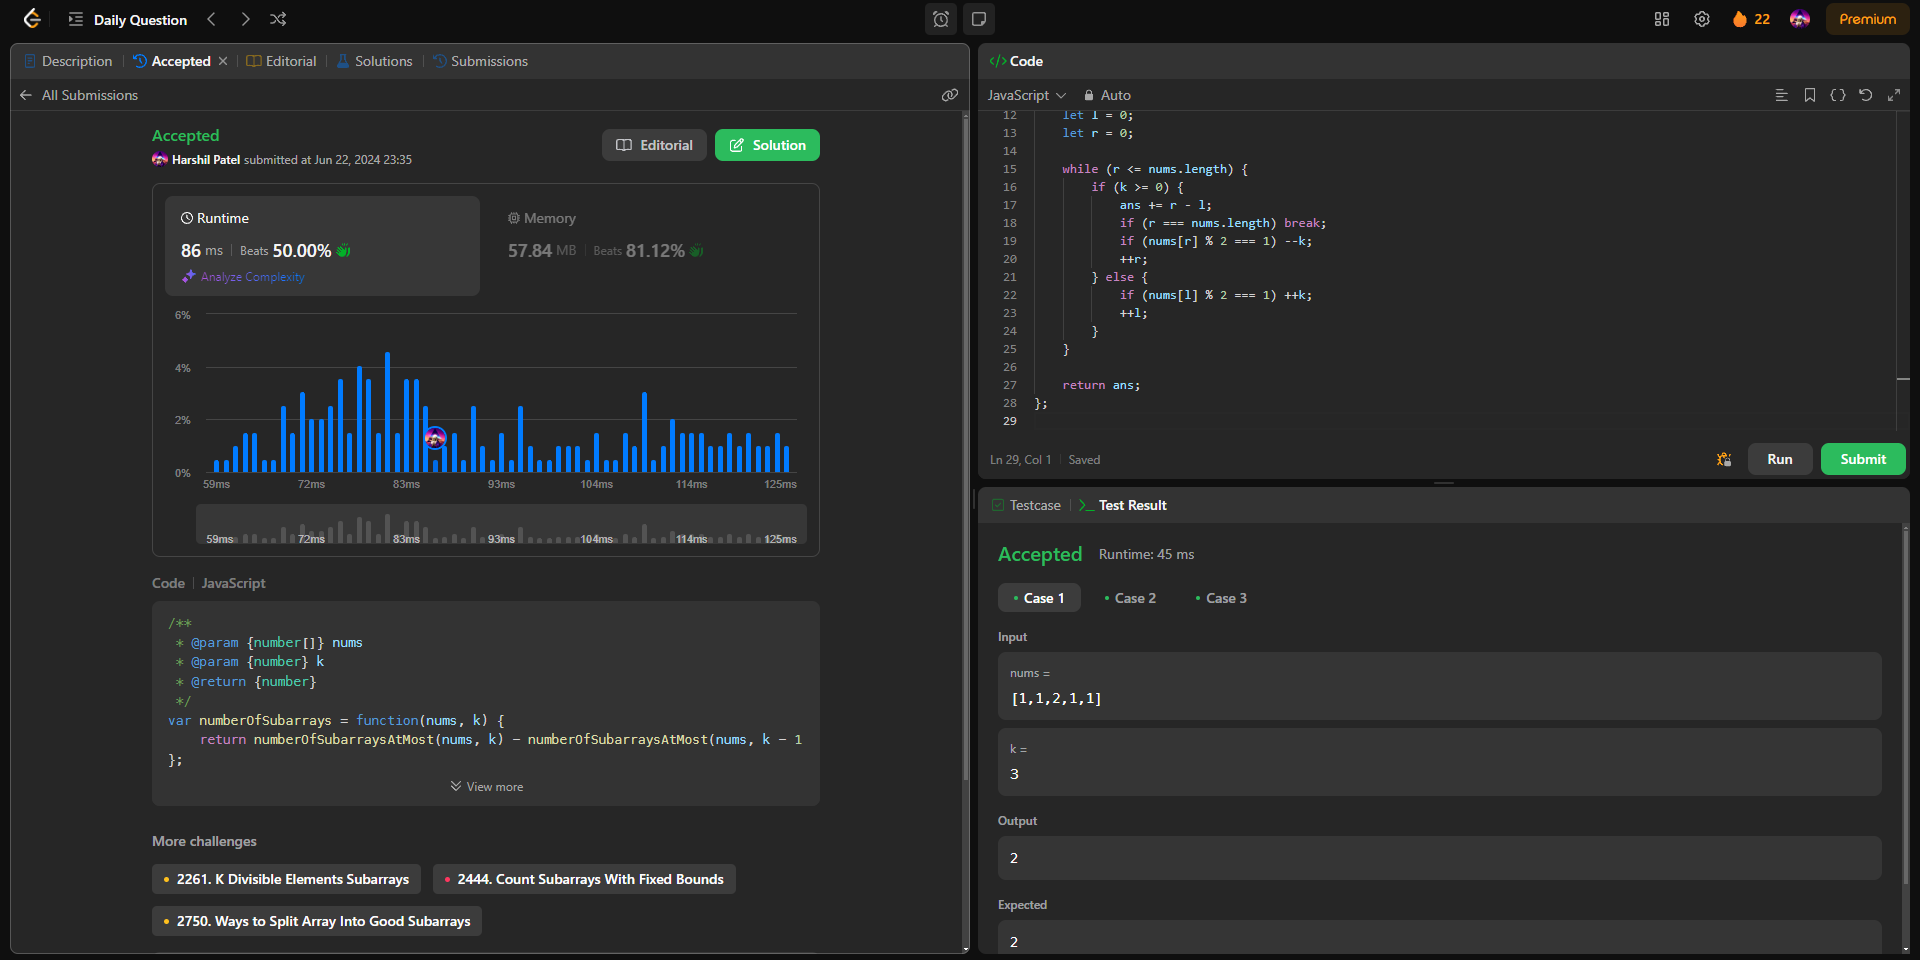 Daily Question
22
Premium
Description
Accepted
Editorial
Solutions
Submissions
All Submissions
Accepted
Harshil Patel submitted at Jun 22, 2024 23:35
Editorial
Solution
Runtime
86 ms
Beats 50.00%
Analyze Complexity
Memory
57.84 MB
Beats 81.12%
6%
4%
2%
0%
59ms 72ms 83ms 93ms 104ms 114ms 125ms
59ms 72ms 83ms 93ms 104ms 114ms 125ms
Code | JavaScript
/**
 * @param {number[]} nums
 * @param {number} k
 * @return {number}
 */
var numberOfSubarrays = function(nums, k) {
    return numberOfSubarraysAtMost(nums, k) - numberOfSubarraysAtMost(nums, k - 1
};
View more
More challenges
2261. K Divisible Elements Subarrays
2444. Count Subarrays With Fixed Bounds
2750. Ways to Split Array Into Good Subarrays
</> Code
JavaScript
Auto
12     let l = 0;
13     let r = 0;
14
15     while (r <= nums.length) {
16         if (k >= 0) {
17             ans += r - l;
18             if (r === nums.length) break;
19             if (nums[r] % 2 === 1) --k;
20             ++r;
21         } else {
22             if (nums[l] % 2 === 1) ++k;
23             ++l;
24         }
25     }
26
27     return ans;
28 };
29
Ln 29, Col 1 | Saved
Run
Submit
Testcase
>_ Test Result
Accepted
Runtime: 45 ms
Case 1
Case 2
Case 3
Input
nums =
[1,1,2,1,1]
k =
3
Output
2
Expected
2